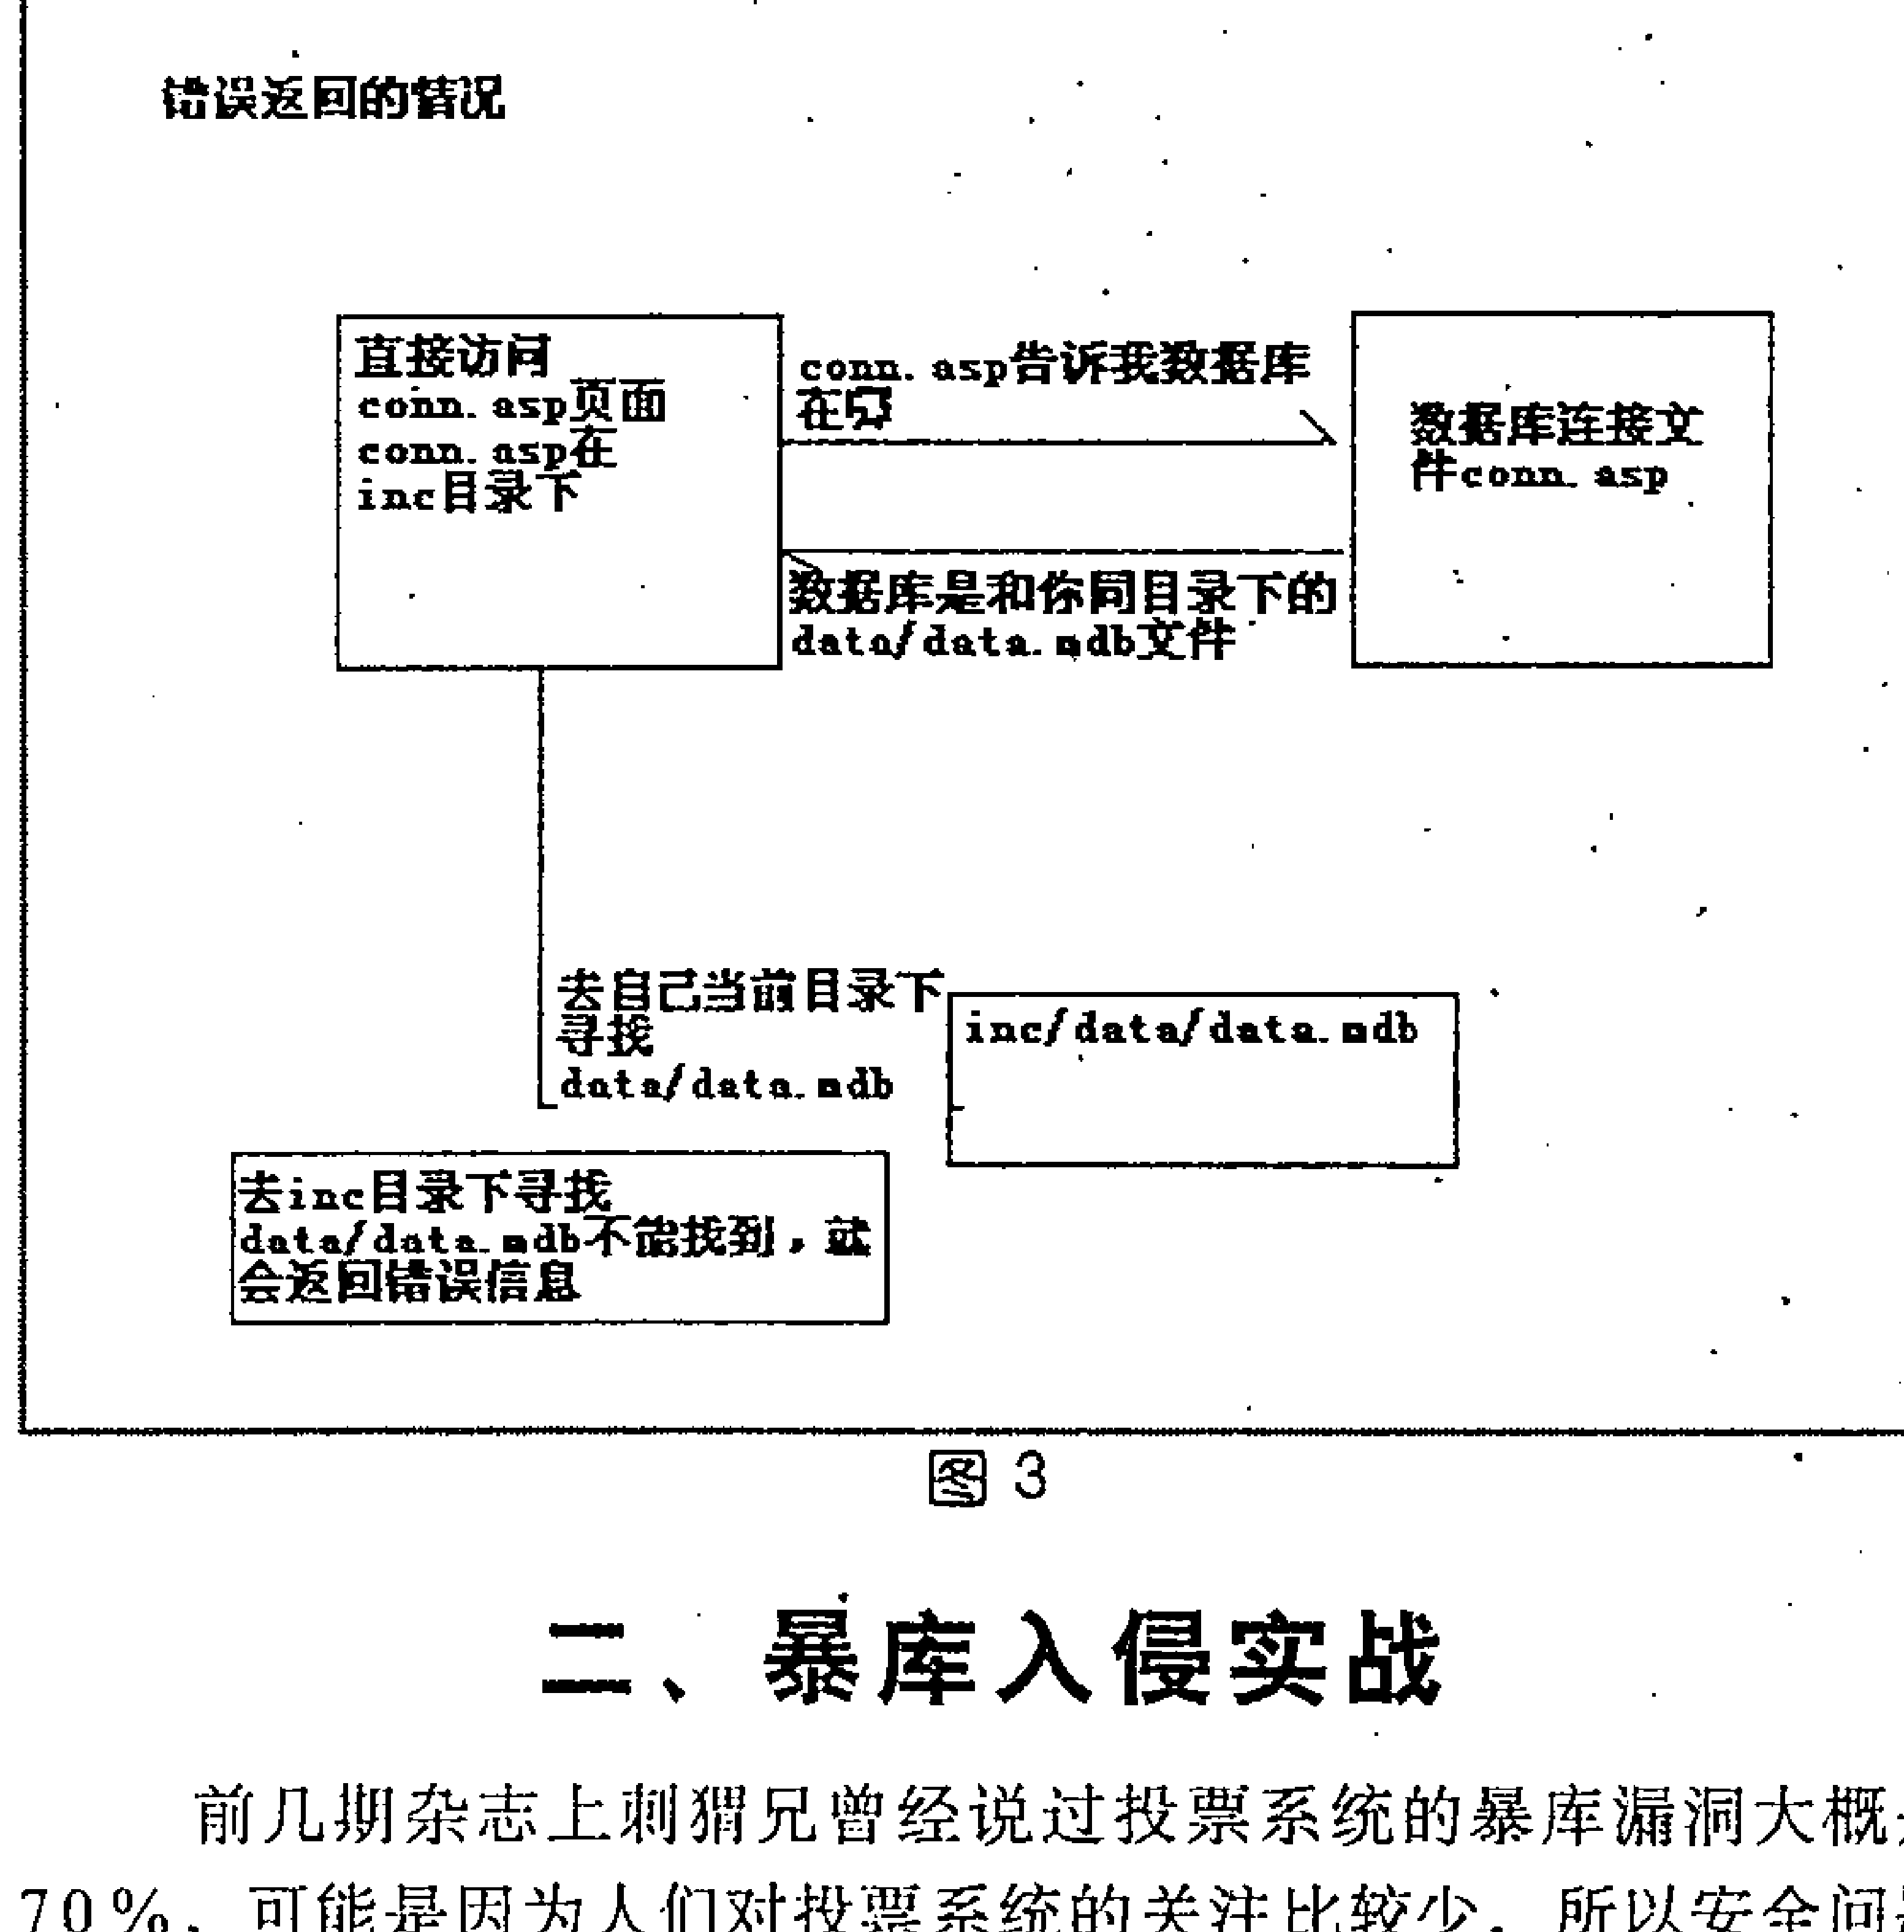 错误返回的情况
直接访问
conn.asp页面
conn.asp在
inc目录下
conn.asp告诉我数据库
在哪
数据库连接文
件conn.asp
数据库是和你同目录下的
data/data.mdb文件
去自己当前目录下
寻找
data/data.mdb
inc/data/data.mdb
去inc目录下寻找
data/data.mdb不能找到，就
会返回错误信息
图 3
二、暴库入侵实战
前几期杂志上刺猬兄曾经说过投票系统的暴库漏洞大概
70%，可能是因为人们对投票系统的关注比较少，所以安全问